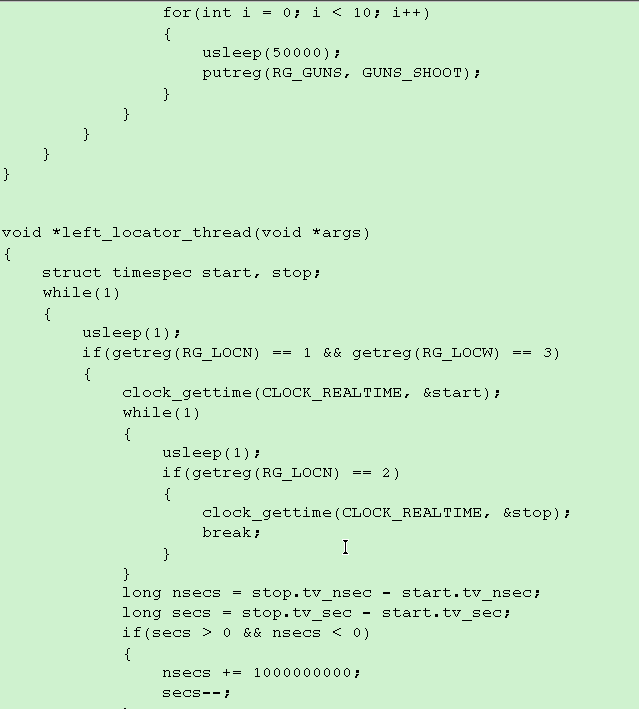 for(int i = 0; i < 10; i++)
{
usleep(50000);
putreg(RG_GUNS, GUNS_SHOOT);
}
}
}
}
}
void *left_locator_thread(void *args)
{
struct timespec start, stop;
while(1)
{
usleep(1);
if(getreg(RG_LOCN) == 1 && getreg(RG_LOCW) == 3)
{
clock_gettime(CLOCK_REALTIME, &start);
while(1)
{
usleep(1);
if(getreg(RG_LOCN) == 2)
{
clock_gettime(CLOCK_REALTIME, &stop);
break;
}
}
long nsecs = stop.tv_nsec - start.tv_nsec;
long secs = stop.tv_sec - start.tv_sec;
if(secs > 0 && nsecs < 0)
{
nsecs += 1000000000;
secs--;